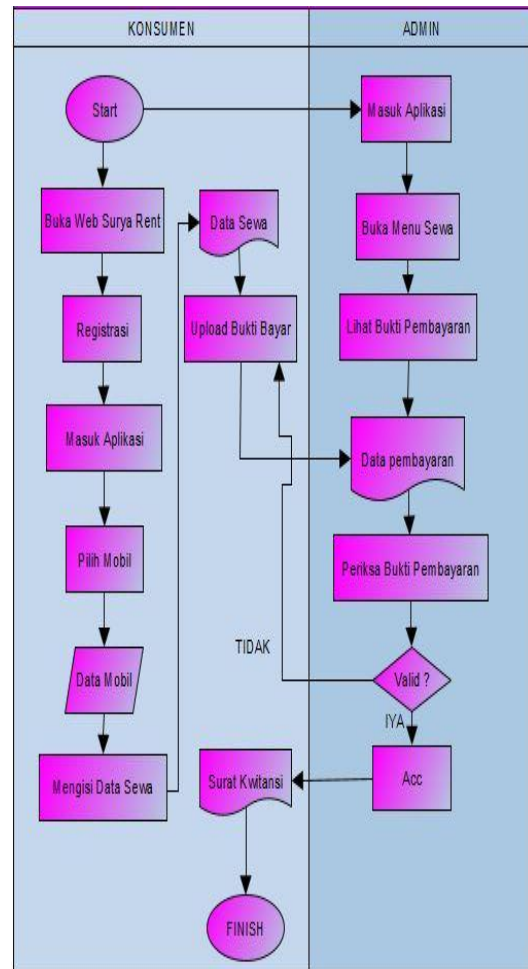 KONSUMEN
ADMIN
Start
Masuk Aplikasi
Buka Web Surya Rent
Data Sewa
Buka Menu Sewa
Registrasi
Upload Bukti Bayar
Lihat Bukti Pembayaran
Masuk Aplikasi
Data pembayaran
Pilih Mobil
Periksa Bukti Pembayaran
TIDAK
Data Mobil
Valid ?
IYA
Mengisi Data Sewa
Surat Kwitansi
Acc
FINISH